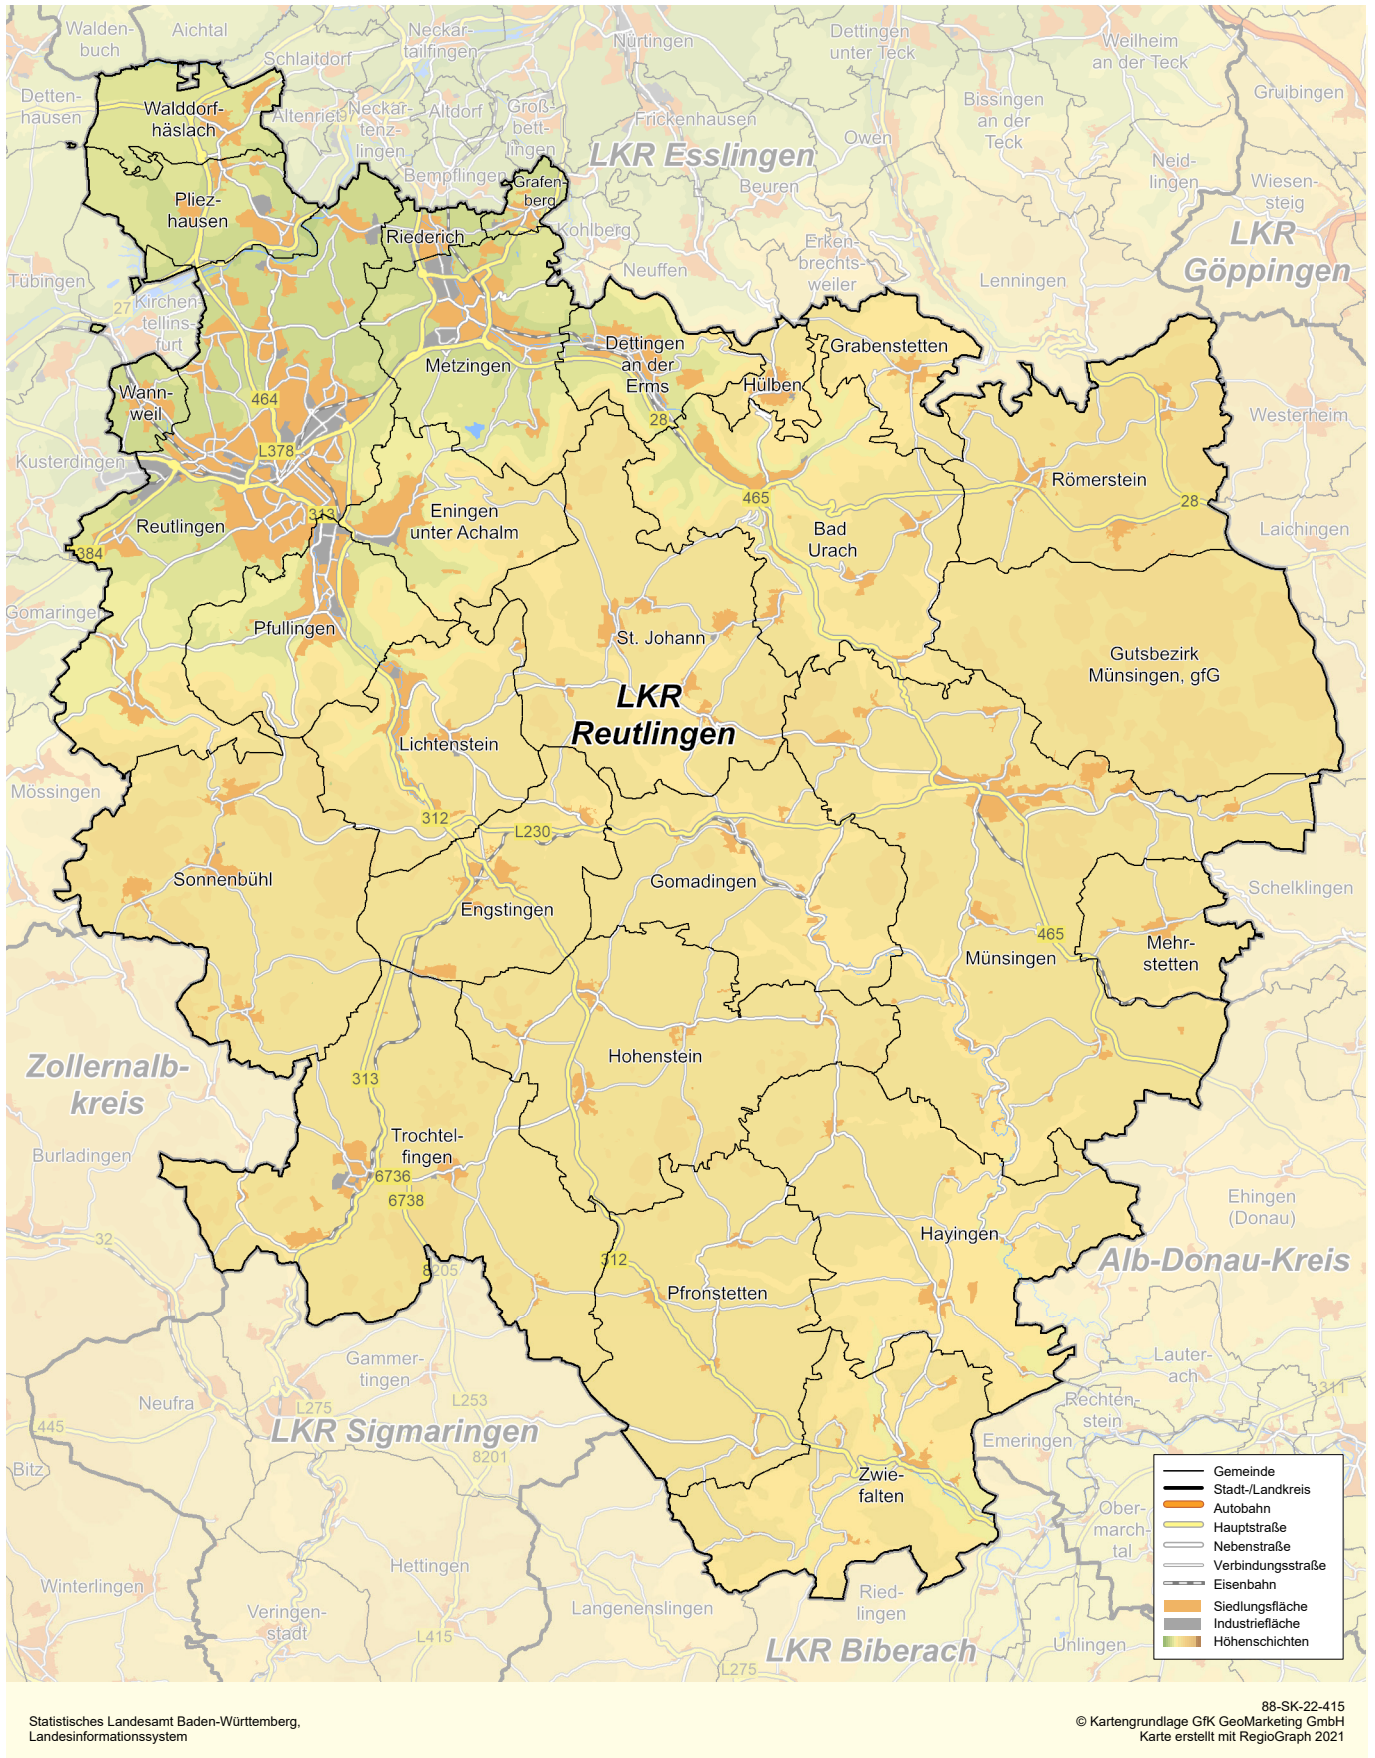 Walden-
buch
Aichtal
Neckar-
tailfingen
Schlaitdorf
Nürtingen
Dettingen
unter Teck
Weilheim
an der Teck
Gruibingen
Detten-
hausen
Walddorf-
häslach
Altenriet
Neckar-
tenz-
lingen
Altdorf
Groß-
bett-
lingen
Frickenhausen
Bissingen
an der
Teck
Owen
LKR Esslingen
Bempflingen
Beuren
Neid-
lingen
Wiesen-
steig
Grafen-
berg
Pliez-
hausen
Riederich
Kohlberg
Erken-
brechts-
weiler
LKR
Göppingen
Tübingen
Neuffen
Lenningen
27
Kirchen-
tellins-
furt
Dettingen
an der
Erms
Grabenstetten
Metzingen
Hülben
Wann-
weil
464
28
Westerheim
L378
Kusterdingen
465
Römerstein
28
Reutlingen
313
Eningen
unter Achalm
Bad
Urach
Laichingen
384
Gomaringen
Pfullingen
St. Johann
Gutsbezirk
Münsingen, gfG
LKR
Reutlingen
Lichtenstein
Mössingen
312
L230
Sonnenbühl
Gomadingen
Engstingen
Schelklingen
465
Münsingen
Mehr-
stetten
Zollernalb-
kreis
Hohenstein
313
Trochtel-
fingen
Burladingen
6736
6738
Ehingen
(Donau)
32
Hayingen
312
8205
Alb-Donau-Kreis
Pfronstetten
Gammer-
tingen
Lauter-
ach
Neufra
L275
L253
311
Rechten-
stein
445
LKR Sigmaringen
8201
Emeringen
Bitz
Zwie-
falten
Ober-
march-
tal
Hettingen
Winterlingen
Veringen-
stadt
Langenenslingen
Ried-
lingen
L415
LKR Biberach
Unlingen
L275
Gemeinde
Stadt-/Landkreis
Autobahn
Hauptstraße
Nebenstraße
Verbindungsstraße
Eisenbahn
Siedlungsfläche
Industriefläche
Höhenschichten
Statistisches Landesamt Baden-Württemberg,
Landesinformationssystem
88-SK-22-415
© Kartengrundlage GfK GeoMarketing GmbH
Karte erstellt mit RegioGraph 2021